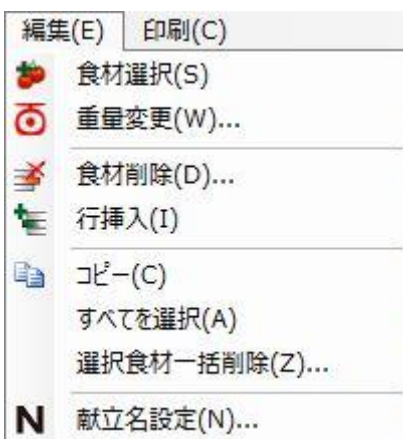 編集(E) 印刷(C)
食材選択(S)
重量変更(W)...
食材削除(D)...
行挿入(I)
コピー(C)
すべてを選択(A)
選択食材一括削除(Z)...
N 献立名設定(N)...